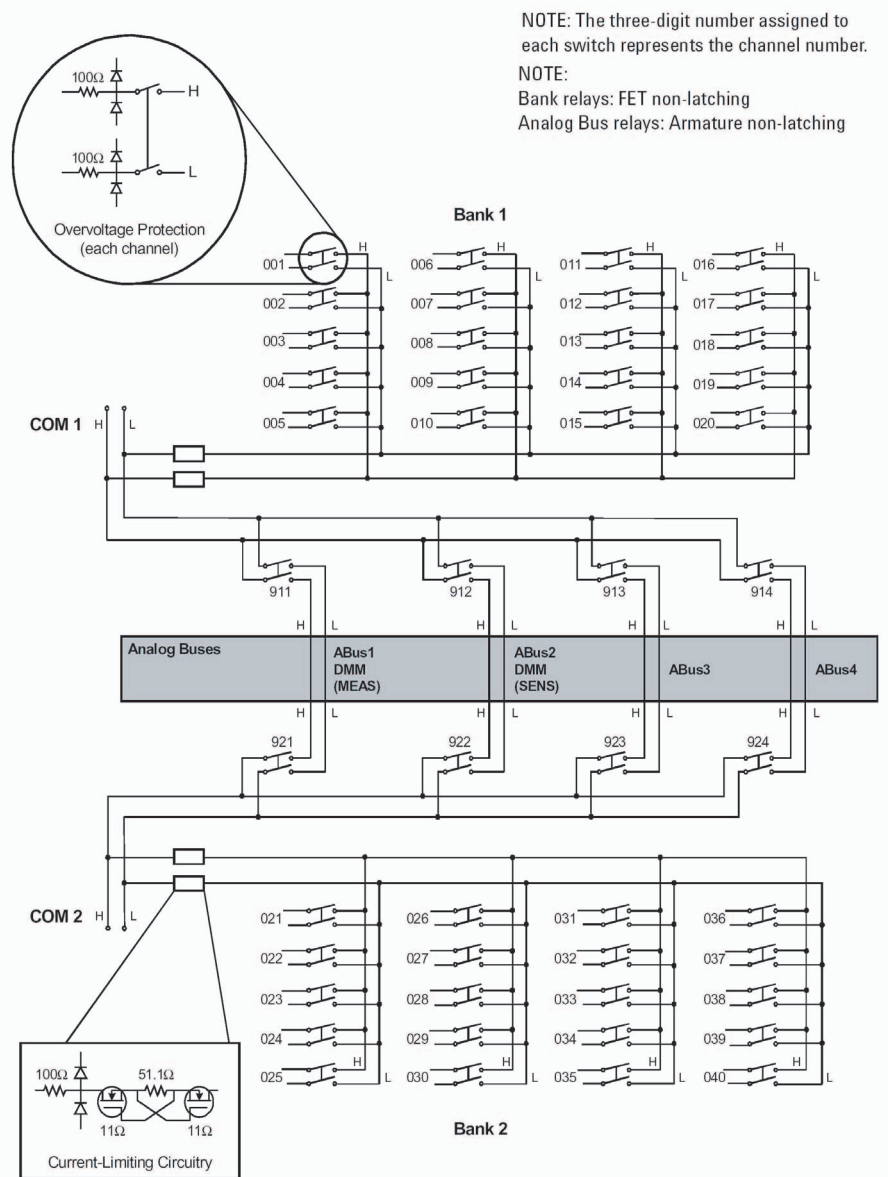 NOTE: The three-digit number assigned to
each switch represents the channel number.
NOTE:
Bank relays: FET non-latching
Analog Bus relays: Armature non-latching
100Ω
H
100Ω
L
Overvoltage Protection
(each channel)
Bank 1
H H H H
001 006 011 016
L L L L
002 007 012 017
003 008 013 018
004 009 014 019
005 010 015 020
COM 1 H L
911 912 913 914
H L H L H L H L
Analog Buses
ABus1
DMM
(MEAS)
ABus2
DMM
(SENS)
ABus3
ABus4
H L H L H L H L
921 922 923 924
COM 2 H L
021 026 031 036
022 027 032 037
023 028 033 038
024 029 034 039
H H H H
025 030 035 040
L L L L
Bank 2
100Ω 51.1Ω
11Ω 11Ω
Current-Limiting Circuitry